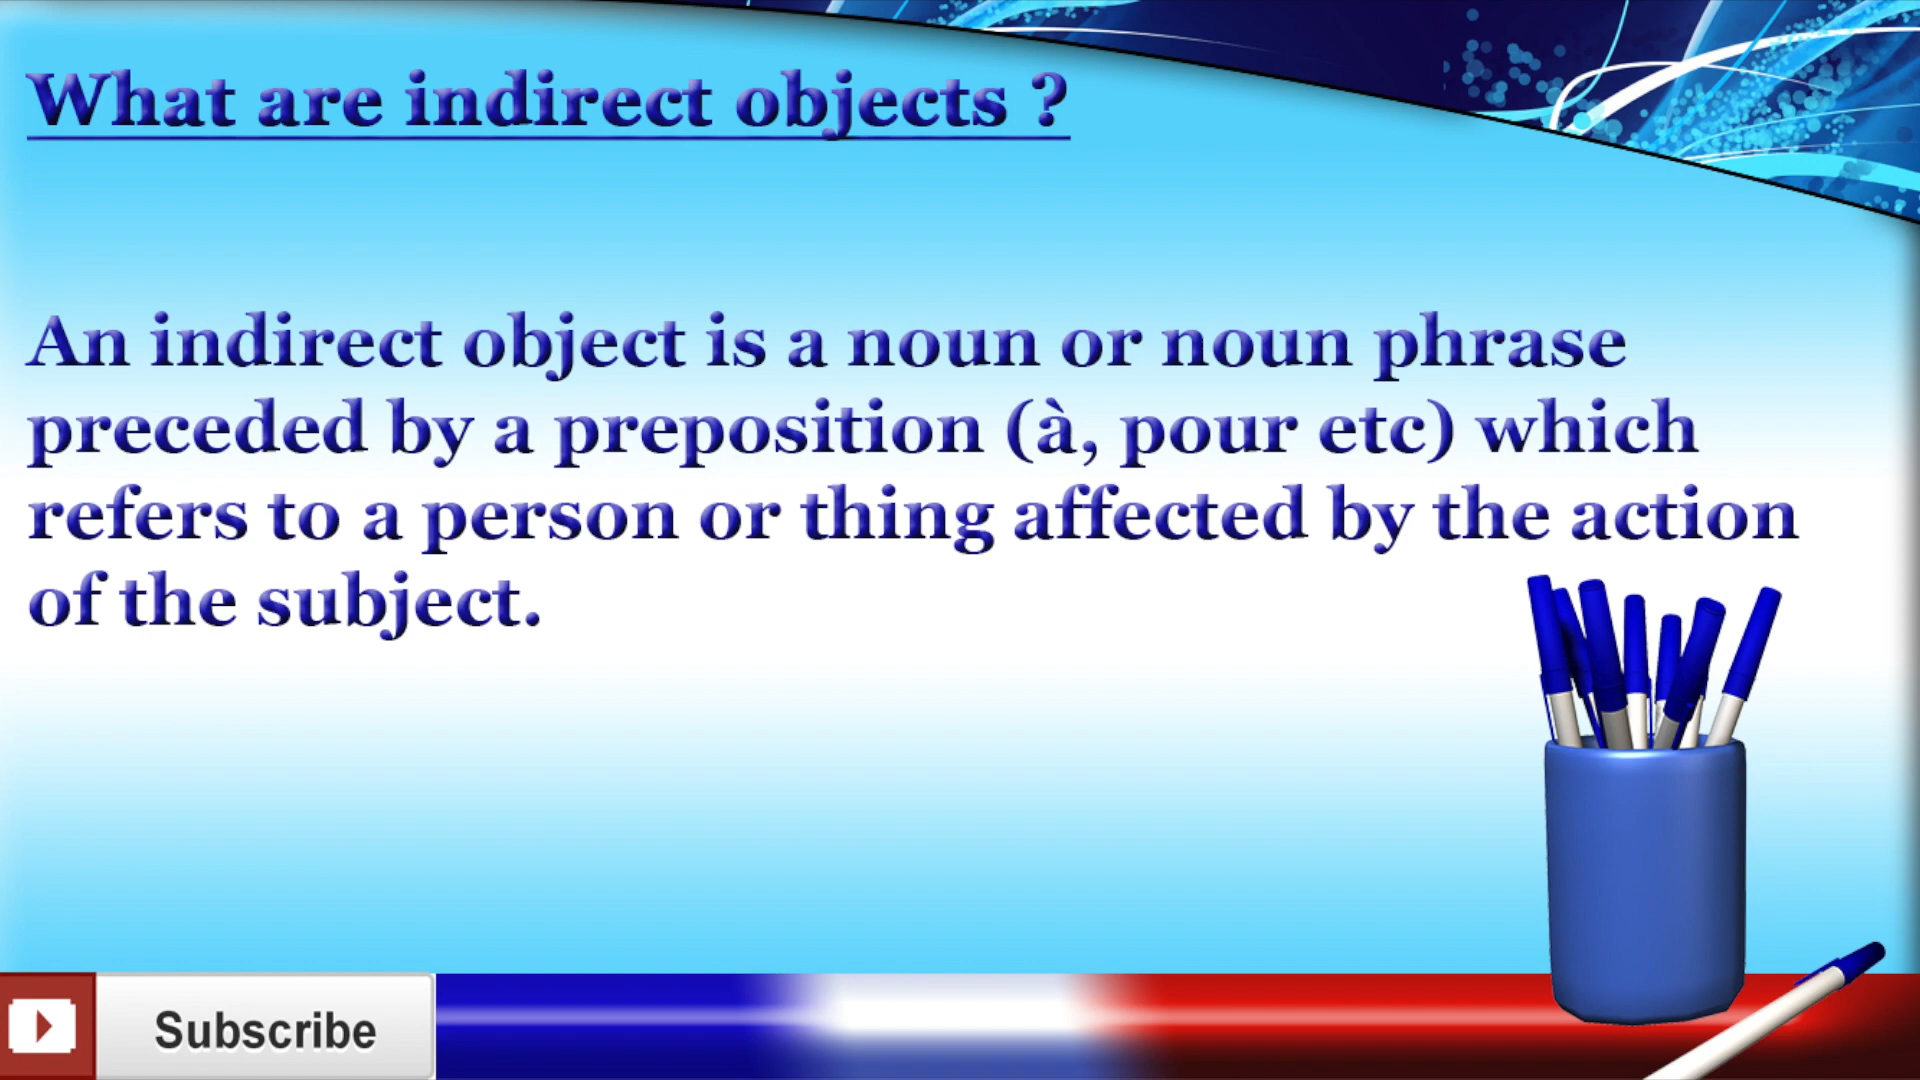 What are indirect objects ?
An indirect object is a noun or noun phrase
preceded by a preposition (à, pour etc) which
refers to a person or thing affected by the action
of the subject.
Subscribe